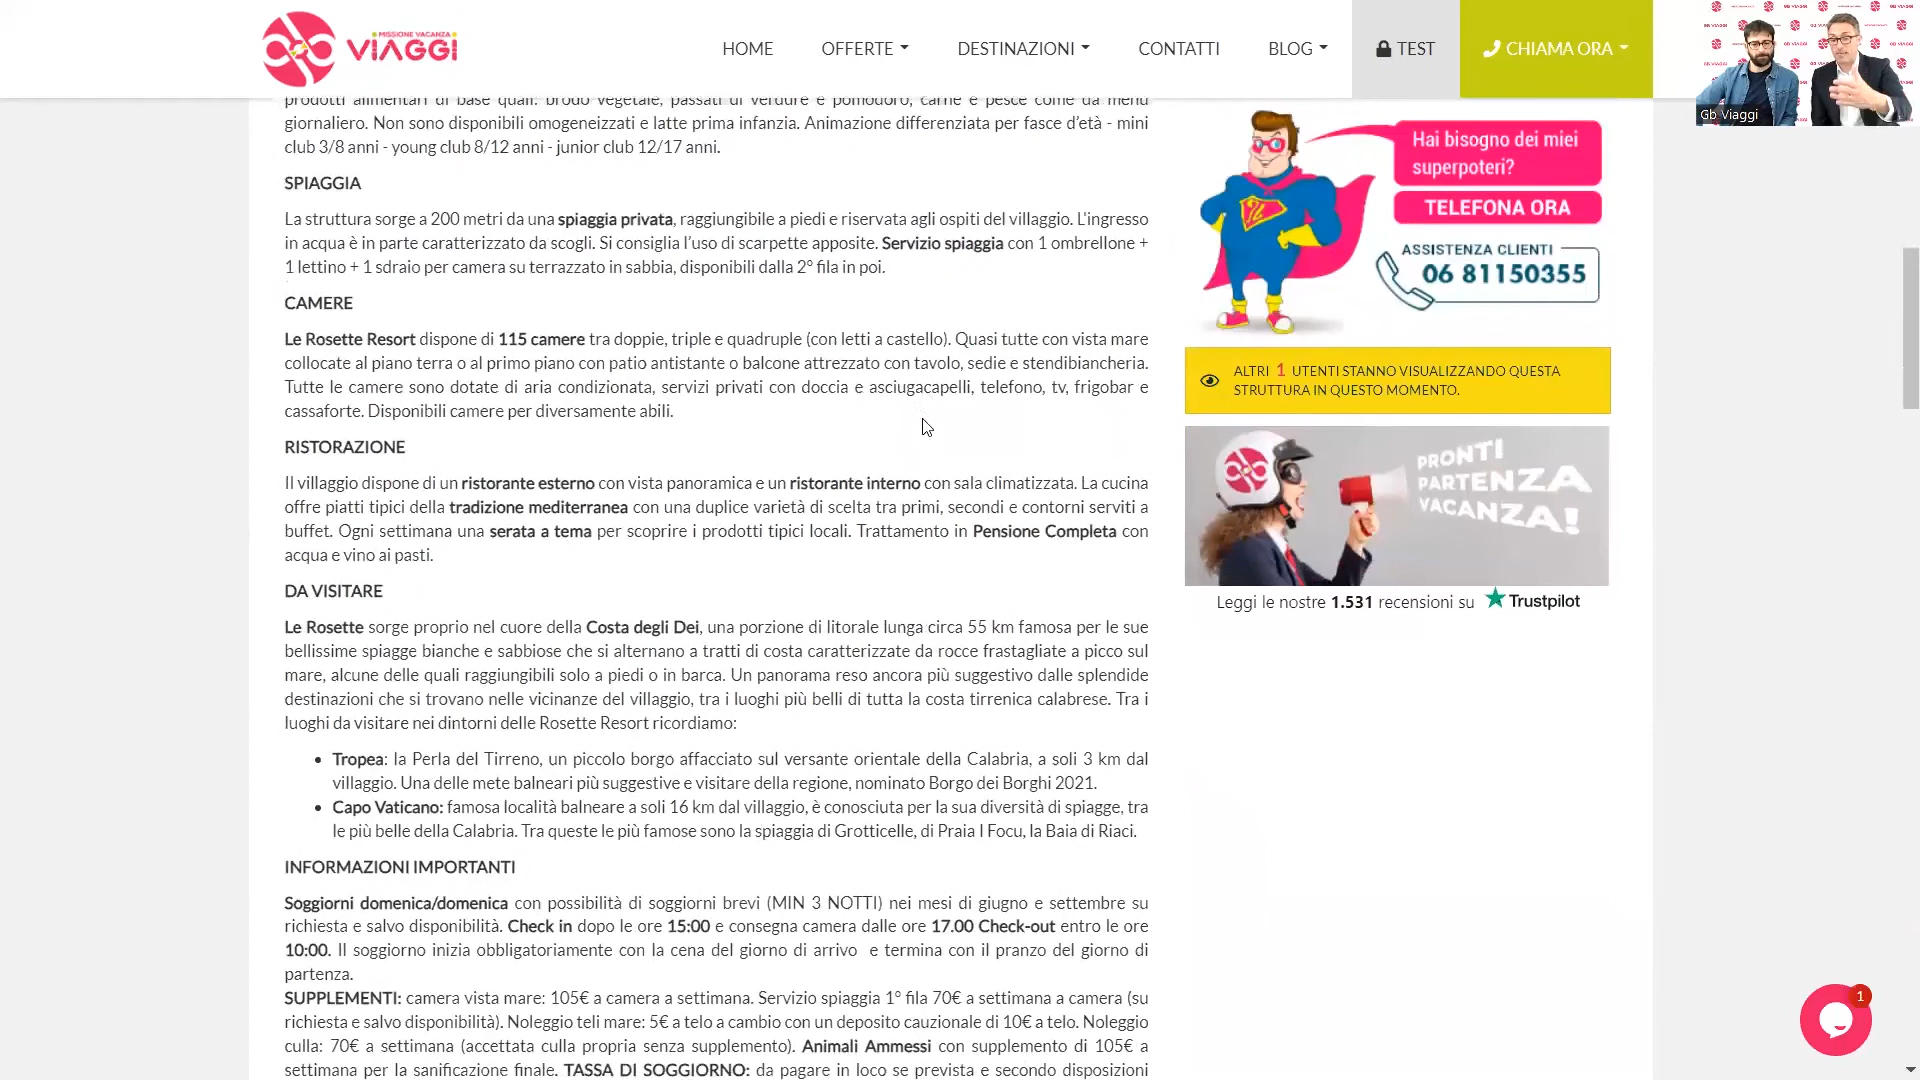 MISSIONE VACANZA
VIAGGI
HOME
OFFERTE
DESTINAZIONI
CONTATTI
BLOG
TEST
CHIAMA ORA
Gb Viaggi
prodotti alimentari di base quali: brodo vegetale, passati di verdure e pomodoro, carne e pesce come da menu
giornaliero. Non sono disponibili omogeneizzati e latte prima infanzia. Animazione differenziata per fasce d'età - mini
club 3/8 anni - young club 8/12 anni - junior club 12/17 anni.
SPIAGGIA
La struttura sorge a 200 metri da una spiaggia privata, raggiungibile a piedi e riservata agli ospiti del villaggio. L'ingresso
in acqua è in parte caratterizzato da scogli. Si consiglia l'uso di scarpette apposite. Servizio spiaggia con 1 ombrellone +
1 lettino + 1 sdraio per camera su terrazzato in sabbia, disponibili dalla 2° fila in poi.
CAMERE
Le Rosette Resort dispone di 115 camere tra doppie, triple e quadruple (con letti a castello). Quasi tutte con vista mare
collocate al piano terra o al primo piano con patio antistante o balcone attrezzato con tavolo, sedie e stendibiancheria.
Tutte le camere sono dotate di aria condizionata, servizi privati con doccia e asciugacapelli, telefono, tv, frigobar e
cassaforte. Disponibili camere per diversamente abili.
RISTORAZIONE
Il villaggio dispone di un ristorante esterno con vista panoramica e un ristorante interno con sala climatizzata. La cucina
offre piatti tipici della tradizione mediterranea con una duplice varietà di scelta tra primi, secondi e contorni serviti a
buffet. Ogni settimana una serata a tema per scoprire i prodotti tipici locali. Trattamento in Pensione Completa con
acqua e vino ai pasti.
DA VISITARE
Le Rosette sorge proprio nel cuore della Costa degli Dei, una porzione di litorale lunga circa 55 km famosa per le sue
bellissime spiagge bianche e sabbiose che si alternano a tratti di costa caratterizzate da rocce frastagliate a picco sul
mare, alcune delle quali raggiungibili solo a piedi o in barca. Un panorama reso ancora più suggestivo dalle splendide
destinazioni che si trovano nelle vicinanze del villaggio, tra i luoghi più belli di tutta la costa tirrenica calabrese. Tra i
luoghi da visitare nei dintorni delle Rosette Resort ricordiamo:
• Tropea: la Perla del Tirreno, un piccolo borgo affacciato sul versante orientale della Calabria, a soli 3 km dal
villaggio. Una delle mete balneari più suggestive e visitare della regione, nominato Borgo dei Borghi 2021.
• Capo Vaticano: famosa località balneare a soli 16 km dal villaggio, è conosciuta per la sua diversità di spiagge, tra
le più belle della Calabria. Tra queste le più famose sono la spiaggia di Grotticelle, di Praia I Focu, la Baia di Riaci.
INFORMAZIONI IMPORTANTI
Soggiorni domenica/domenica con possibilità di soggiorni brevi (MIN 3 NOTTI) nei mesi di giugno e settembre su
richiesta e salvo disponibilità. Check in dopo le ore 15:00 e consegna camera dalle ore 17.00 Check-out entro le ore
10:00. Il soggiorno inizia obbligatoriamente con la cena del giorno di arrivo e termina con il pranzo del giorno di
partenza.
SUPPLEMENTI: camera vista mare: 105€ a camera a settimana. Servizio spiaggia 1° fila 70€ a settimana a camera (su
richiesta e salvo disponibilità). Noleggio teli mare: 5€ a telo a cambio con un deposito cauzionale di 10€ a telo. Noleggio
culla: 70€ a settimana (accettata culla propria senza supplemento). Animali Ammessi con supplemento di 105€ a
settimana per la sanificazione finale. TASSA DI SOGGIORNO: da pagare in loco se prevista e secondo disposizioni
Hai bisogno dei miei
superpoteri?
TELEFONA ORA
ASSISTENZA CLIENTI
06 81150355
ALTRI 1 UTENTI STANNO VISUALIZZANDO QUESTA
STRUTTURA IN QUESTO MOMENTO.
PRONTI
PARTENZA
VACANZA!
Leggi le nostre 1.531 recensioni su Trustpilot
1